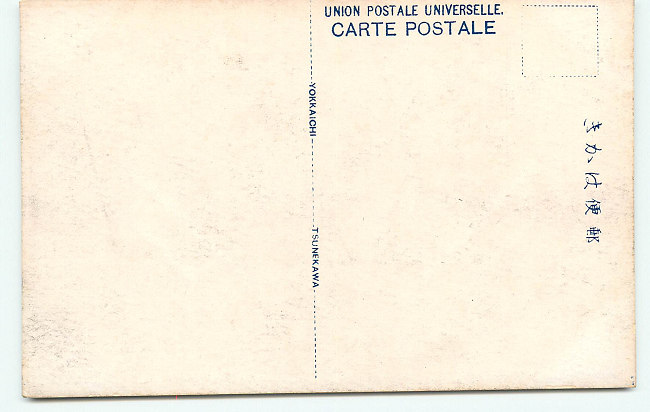 UNION POSTALE UNIVERSELLE.
CARTE POSTALE
YOKKAICHI
TSUNEKAWA
きかは便郵